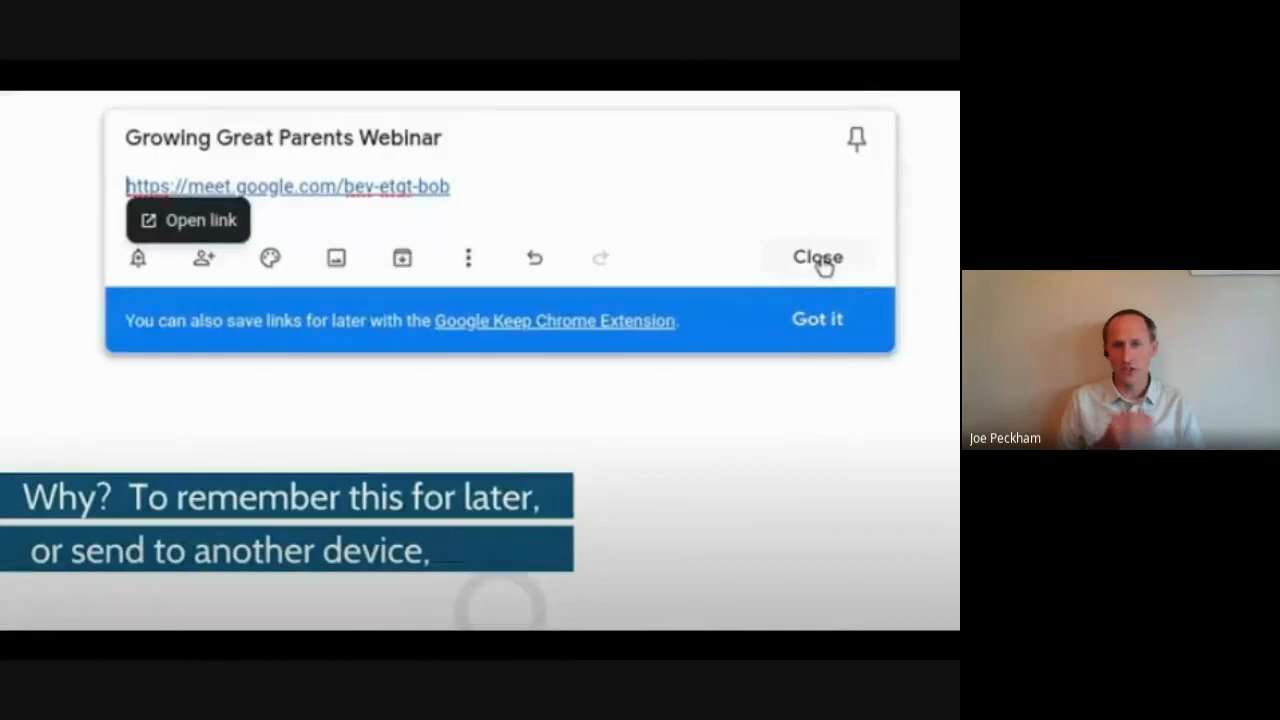 Growing Great Parents Webinar
https://meet.google.com/bev-etgt-bob
Open link
Close
You can also save links for later with the Google Keep Chrome Extension.
Got it
Why? To remember this for later,
or send to another device,
Joe Peckham